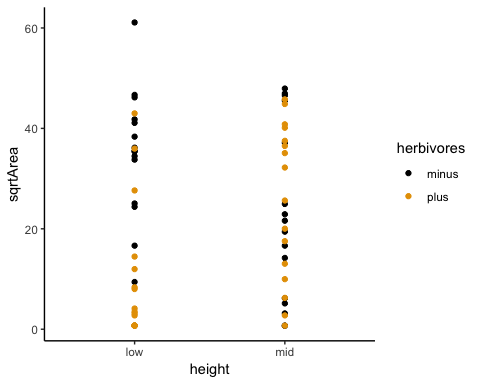 60
40
20
0
sqrtArea
low
mid
height
herbivores
minus
plus